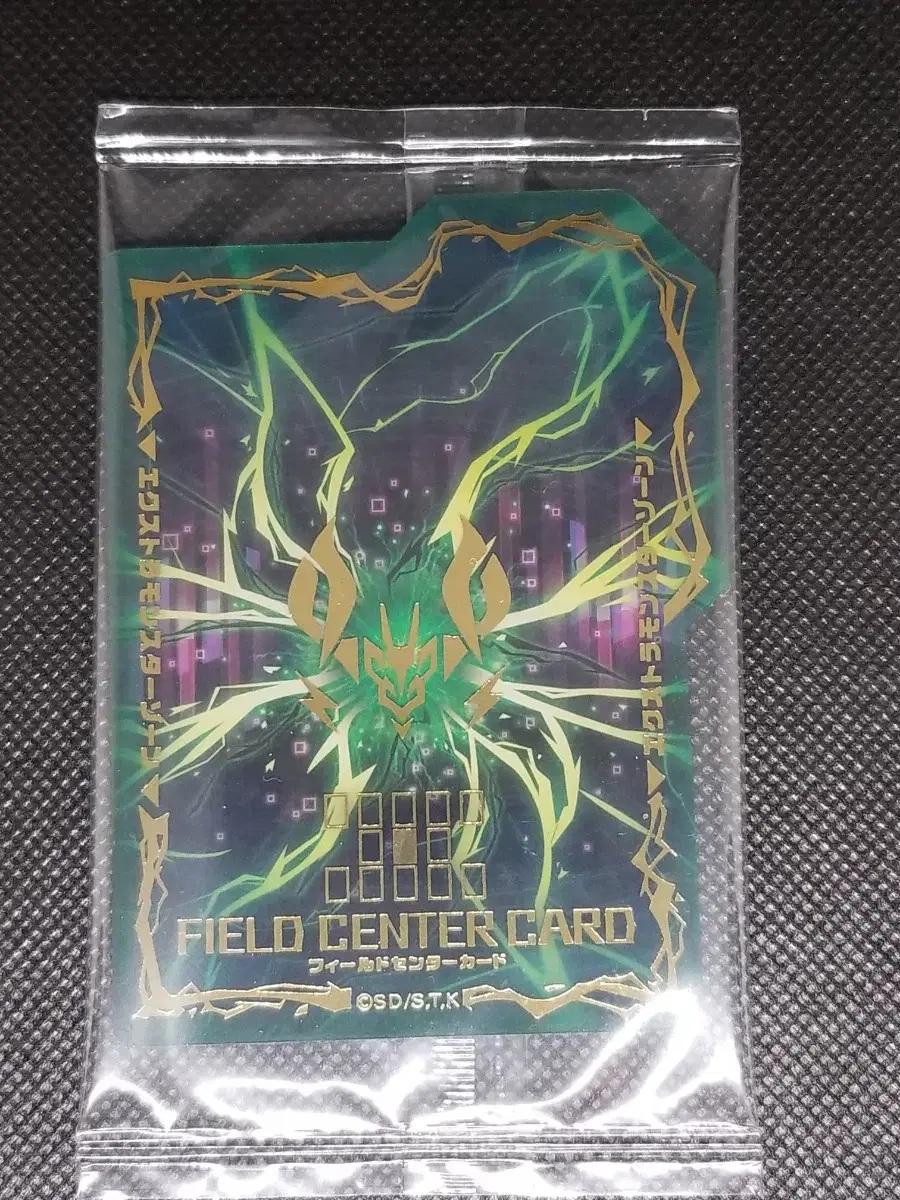 エクストラモンスターゾーン
エクストラモンスターゾーン
FIELD CENTER CARD
フィールドセンターカード
©SD/S,T,K